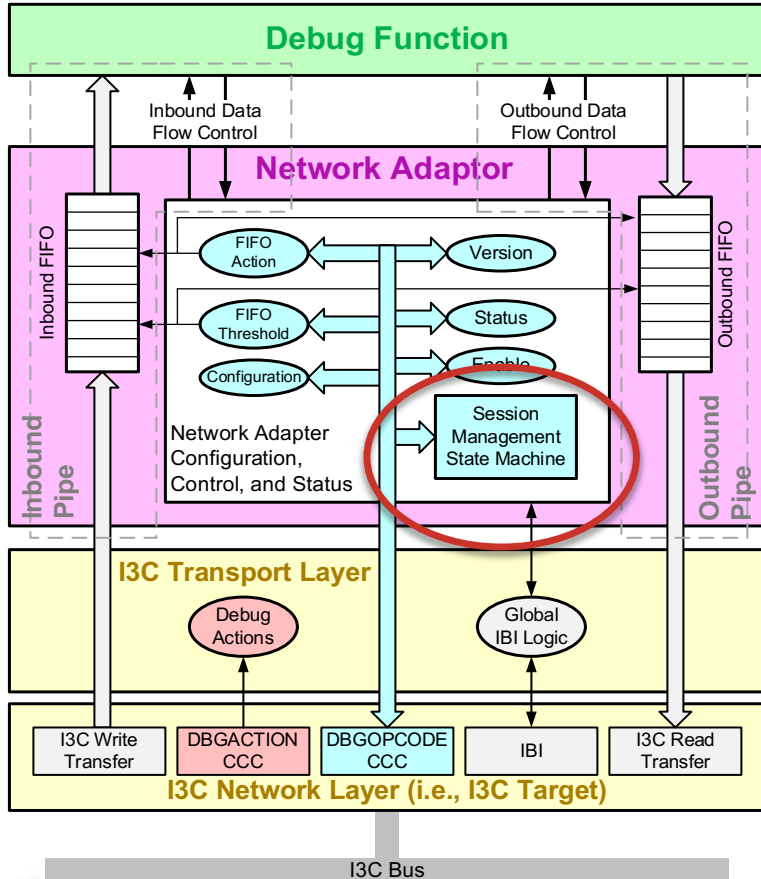 Debug Function
Inbound Data
Flow Control
Outbound Data
Flow Control
Network Adaptor
Inbound FIFO
FIFO
Action
Version
FIFO
Threshold
Status
Configuration
Enable
Session
Management
State Machine
Network Adapter
Configuration,
Control, and Status
Outbound FIFO
Inbound
Pipe
Outbound
Pipe
I3C Transport Layer
Debug
Actions
Global
IBI Logic
I3C Write
Transfer
DBGACTION
CCC
DBGOPCODE
CCC
IBI
I3C Read
Transfer
I3C Network Layer (i.e., I3C Target)
I3C Bus